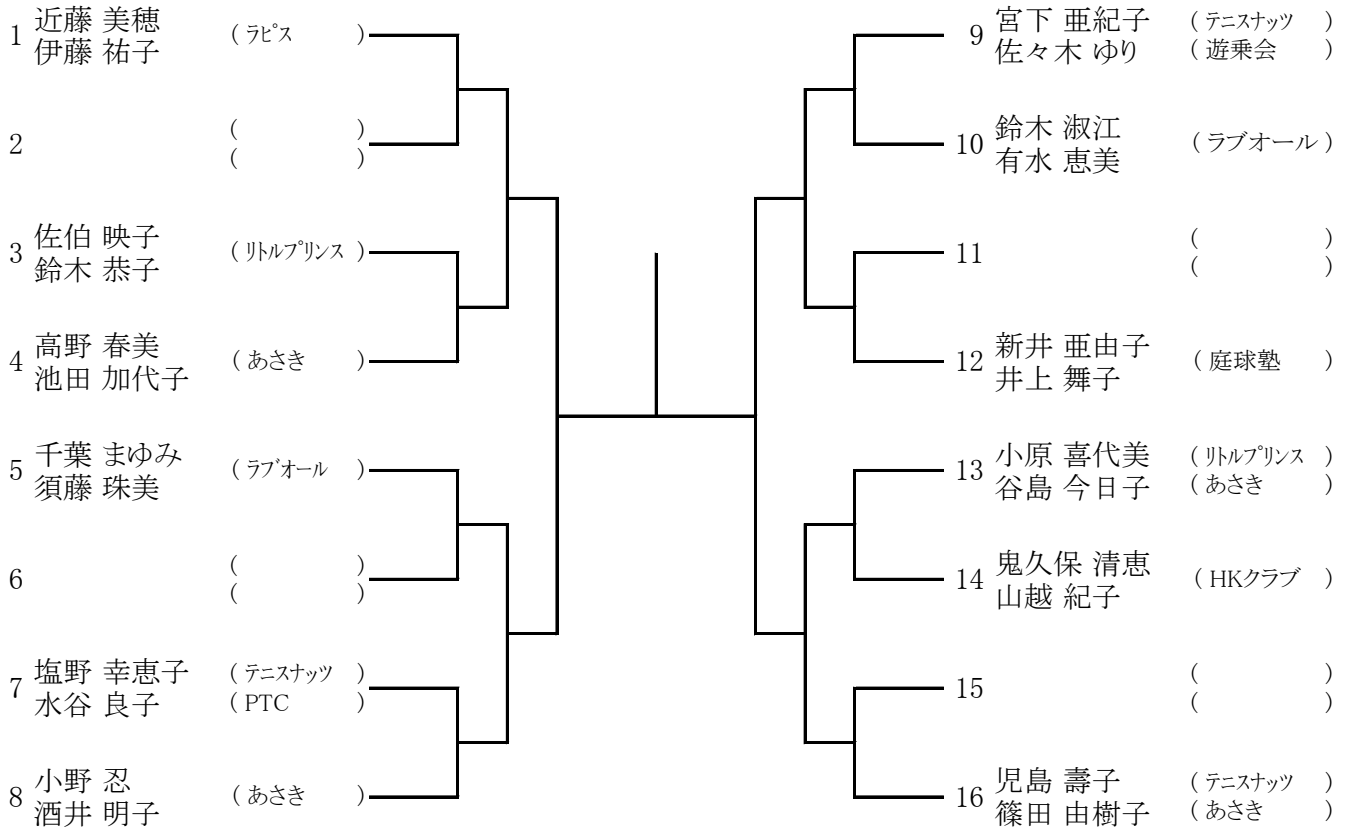 1 近藤 美穂 ( ラピス )
伊藤 祐子
2 ( )
( )
3 佐伯 映子 ( リトルプリンス )
鈴木 恭子
4 高野 春美 ( あさき )
池田 加代子
5 千葉 まゆみ ( ラブオール )
須藤 珠美
6 ( )
( )
7 塩野 幸恵子 ( テニスナッツ )
水谷 良子 ( PTC )
8 小野 忍 ( あさき )
酒井 明子
9 宮下 亜紀子 ( テニスナッツ )
佐々木 ゆり ( 遊乗会 )
10 鈴木 淑江 ( ラブオール )
有水 恵美
11 ( )
( )
12 新井 亜由子 ( 庭球塾 )
井上 舞子
13 小原 喜代美 ( リトルプリンス )
谷島 今日子 ( あさき )
14 鬼久保 清恵 ( HKクラブ )
山越 紀子
15 ( )
( )
16 児島 壽子 ( テニスナッツ )
篠田 由樹子 ( あさき )